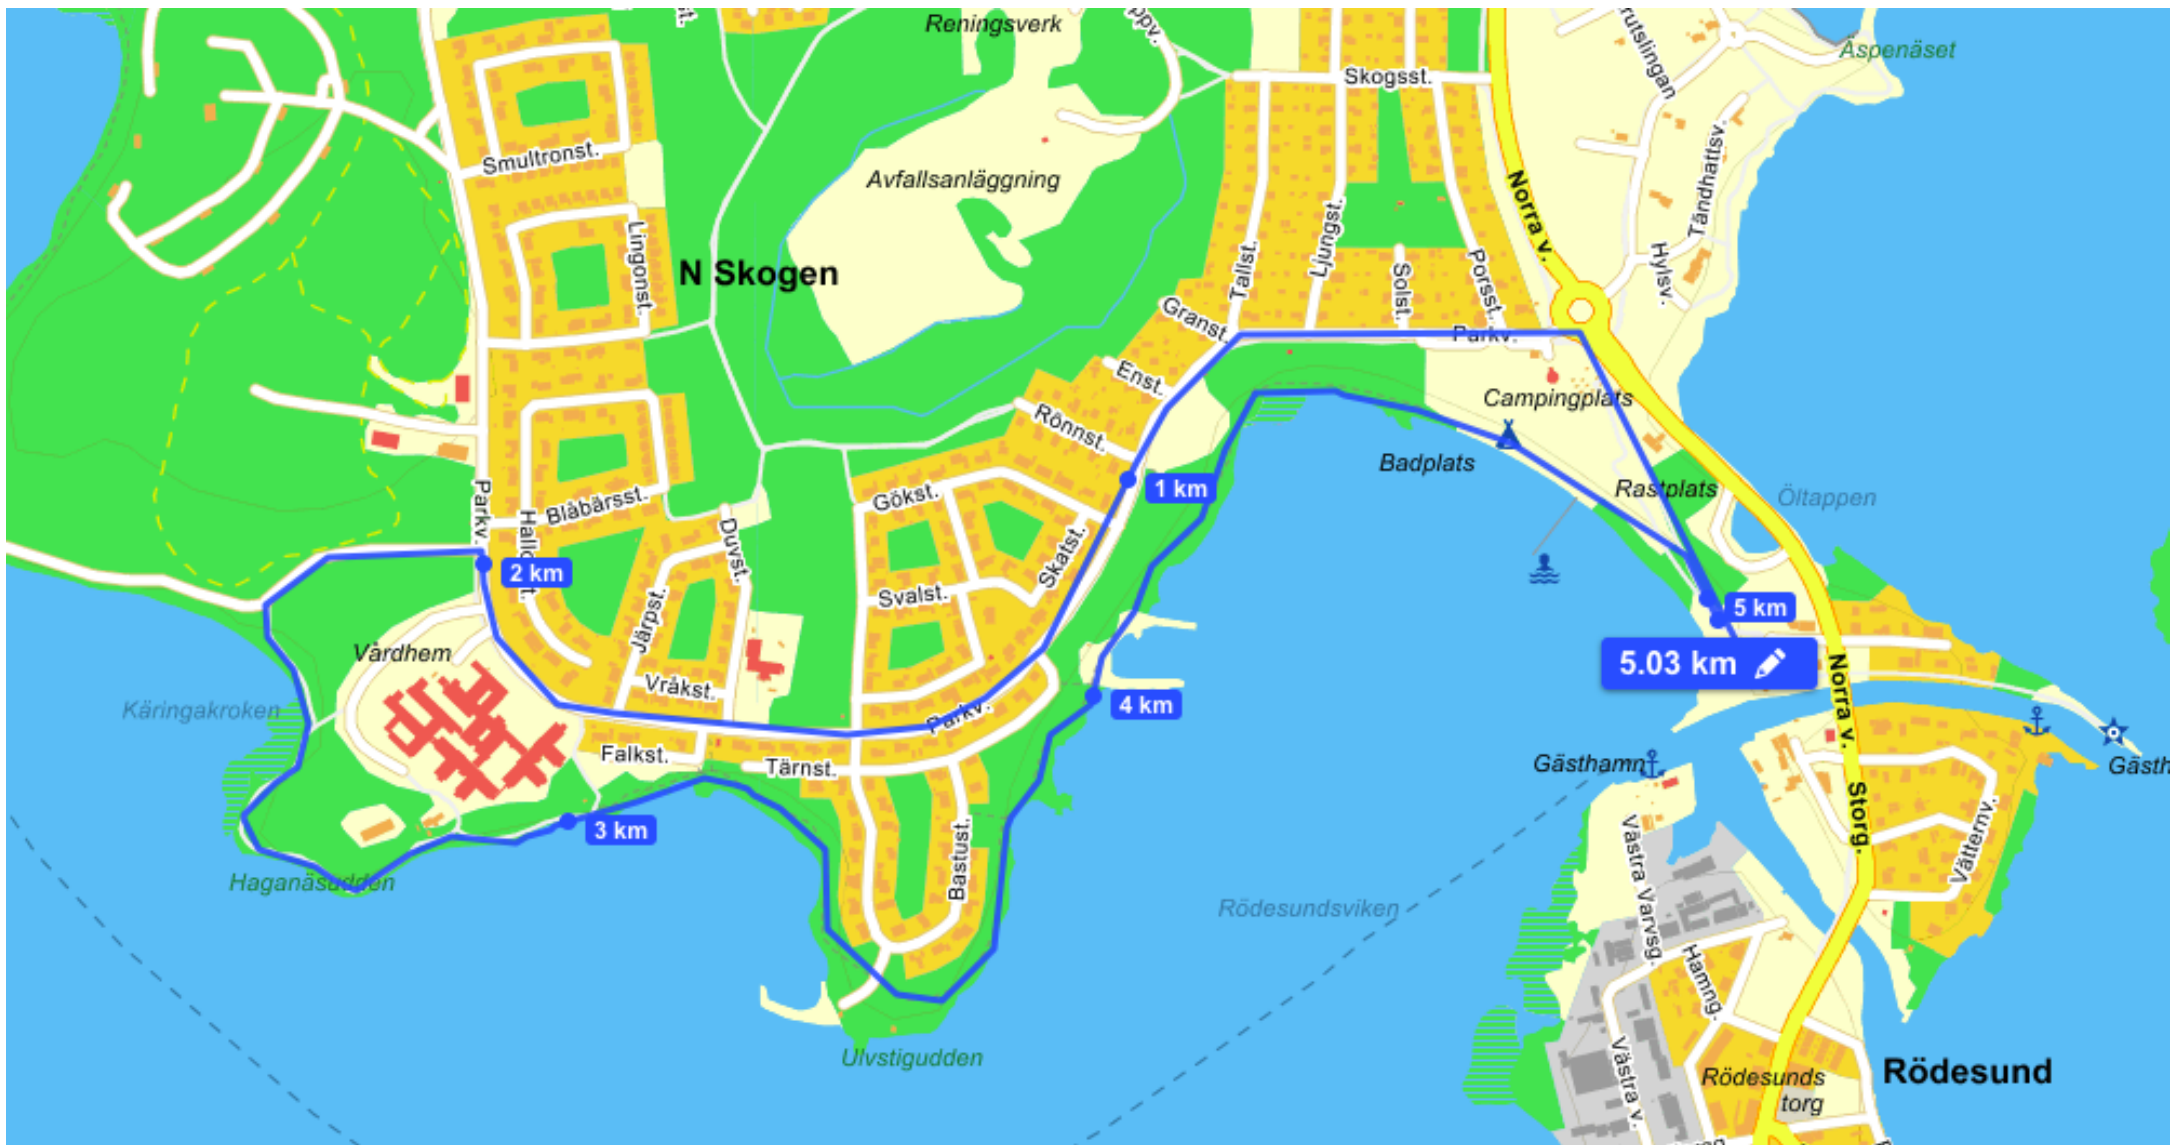 Reningsverk
Äspenäset
Skogsst.
Smultronst.
Avfallsanläggning
Norra v.
Tändhattsv.
Lingonst.
N Skogen
Tallst.
Ljungst.
Solst.
Porsst.
Hylsv.
Granst.
Parkv.
Enst.
Campingplats
Rönnst.
Badplats
1 km
Rastplats
Öltappen
Parkv.
Blåbärsst.
Gökst.
Duvst.
Skatst.
2 km
Svalst.
Järpst.
5 km
5.03 km
Vårdhem
Vråkst.
Käringakroken
Parkv.
4 km
Norra v.
Falkst.
Tärnst.
Gästhamn
3 km
Storg.
Bastust.
Västra Varvsg.
Vätternv.
Haganäsudden
Rödesundsviken
Hamng.
Ulvstigudden
Västra v.
Rödesund
Rödesunds
torg